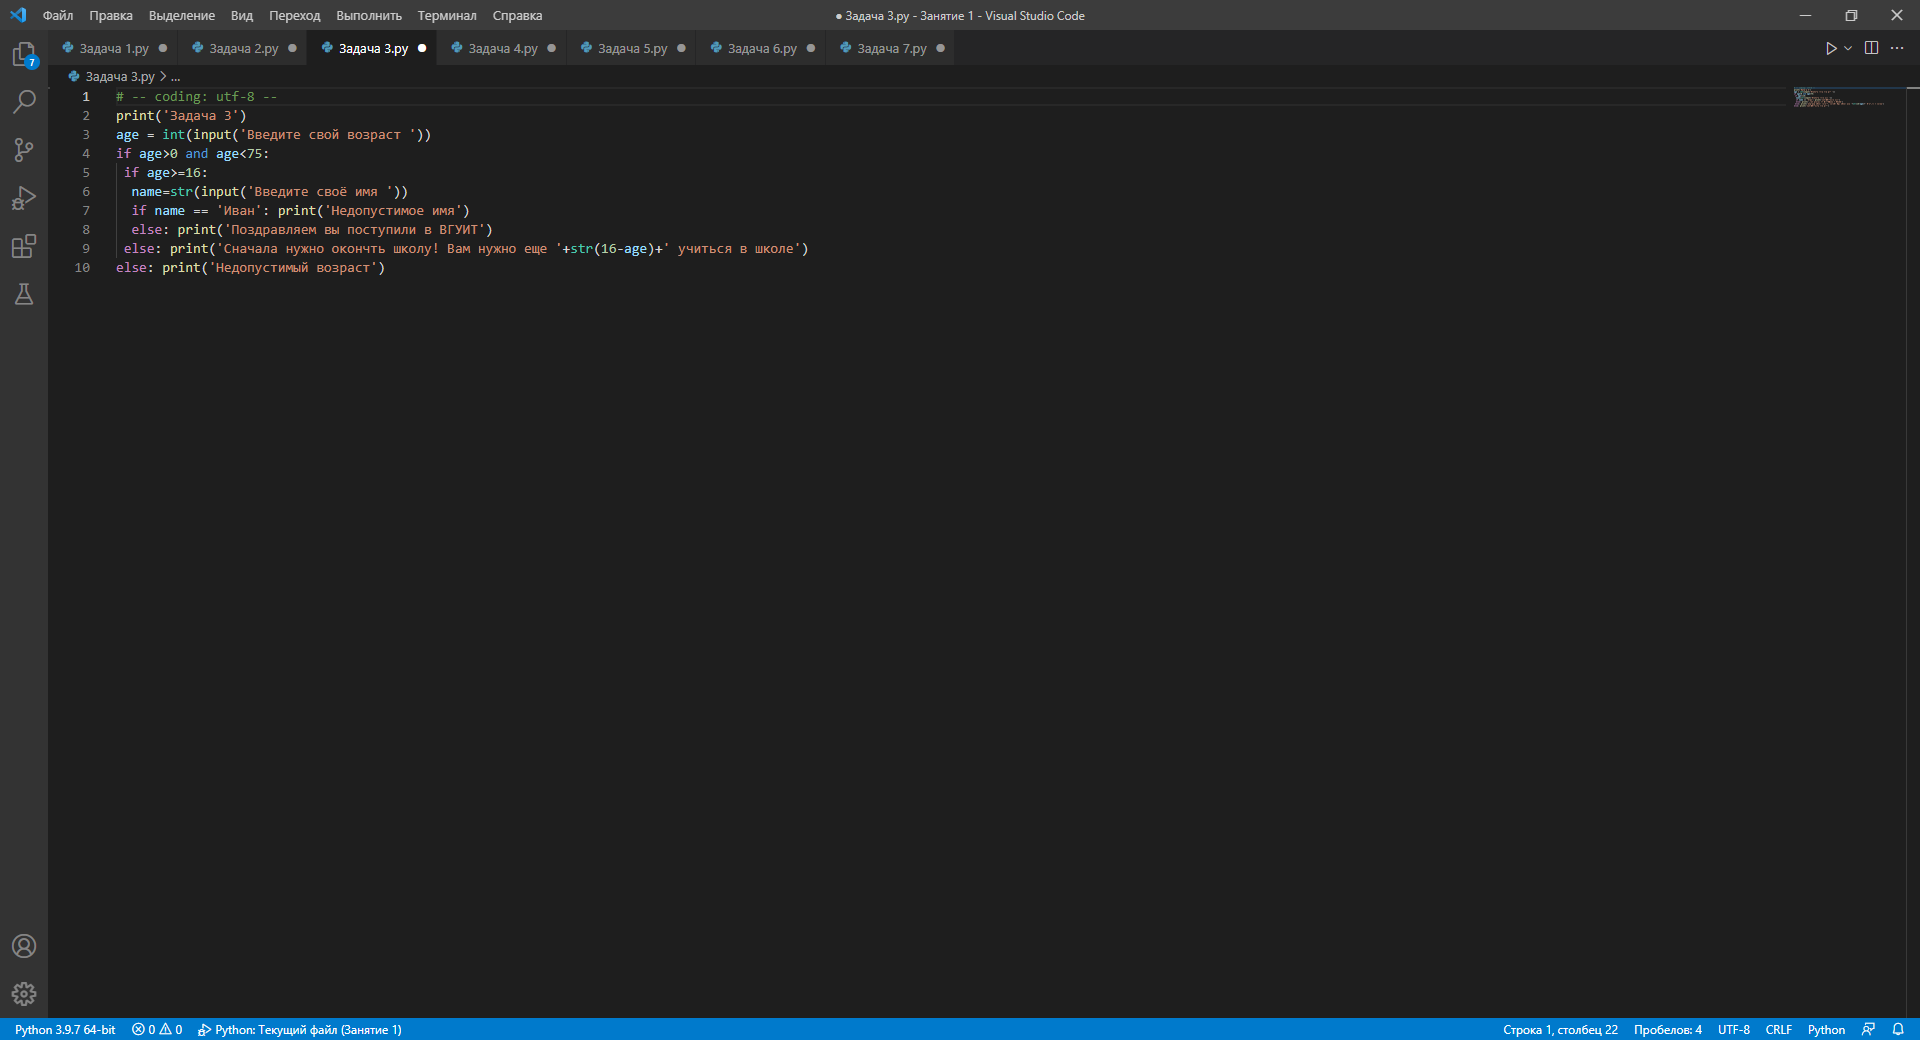 Файл Правка Выделение Вид Переход Выполнить Терминал Справка ● Задача 3.py - Занятие 1 - Visual Studio Code
Задача 1.py Задача 2.py Задача 3.py Задача 4.py Задача 5.py Задача 6.py Задача 7.py
7
Задача 3.py > ...
1 # -- coding: utf-8 --
2 print('Задача 3')
3 age = int(input('Введите свой возраст '))
4 if age>0 and age<75:
5 if age>=16:
6 name=str(input('Введите своё имя '))
7 if name == 'Иван': print('Недопустимое имя')
8 else: print('Поздравляем вы поступили в ВГУИТ')
9 else: print('Сначала нужно окончть школу! Вам нужно еще '+str(16-age)+' учиться в школе')
10 else: print('Недопустимый возраст')
Python 3.9.7 64-bit 0 0 Python: Текущий файл (Занятие 1) Строка 1, столбец 22 Пробелов: 4 UTF-8 CRLF Python